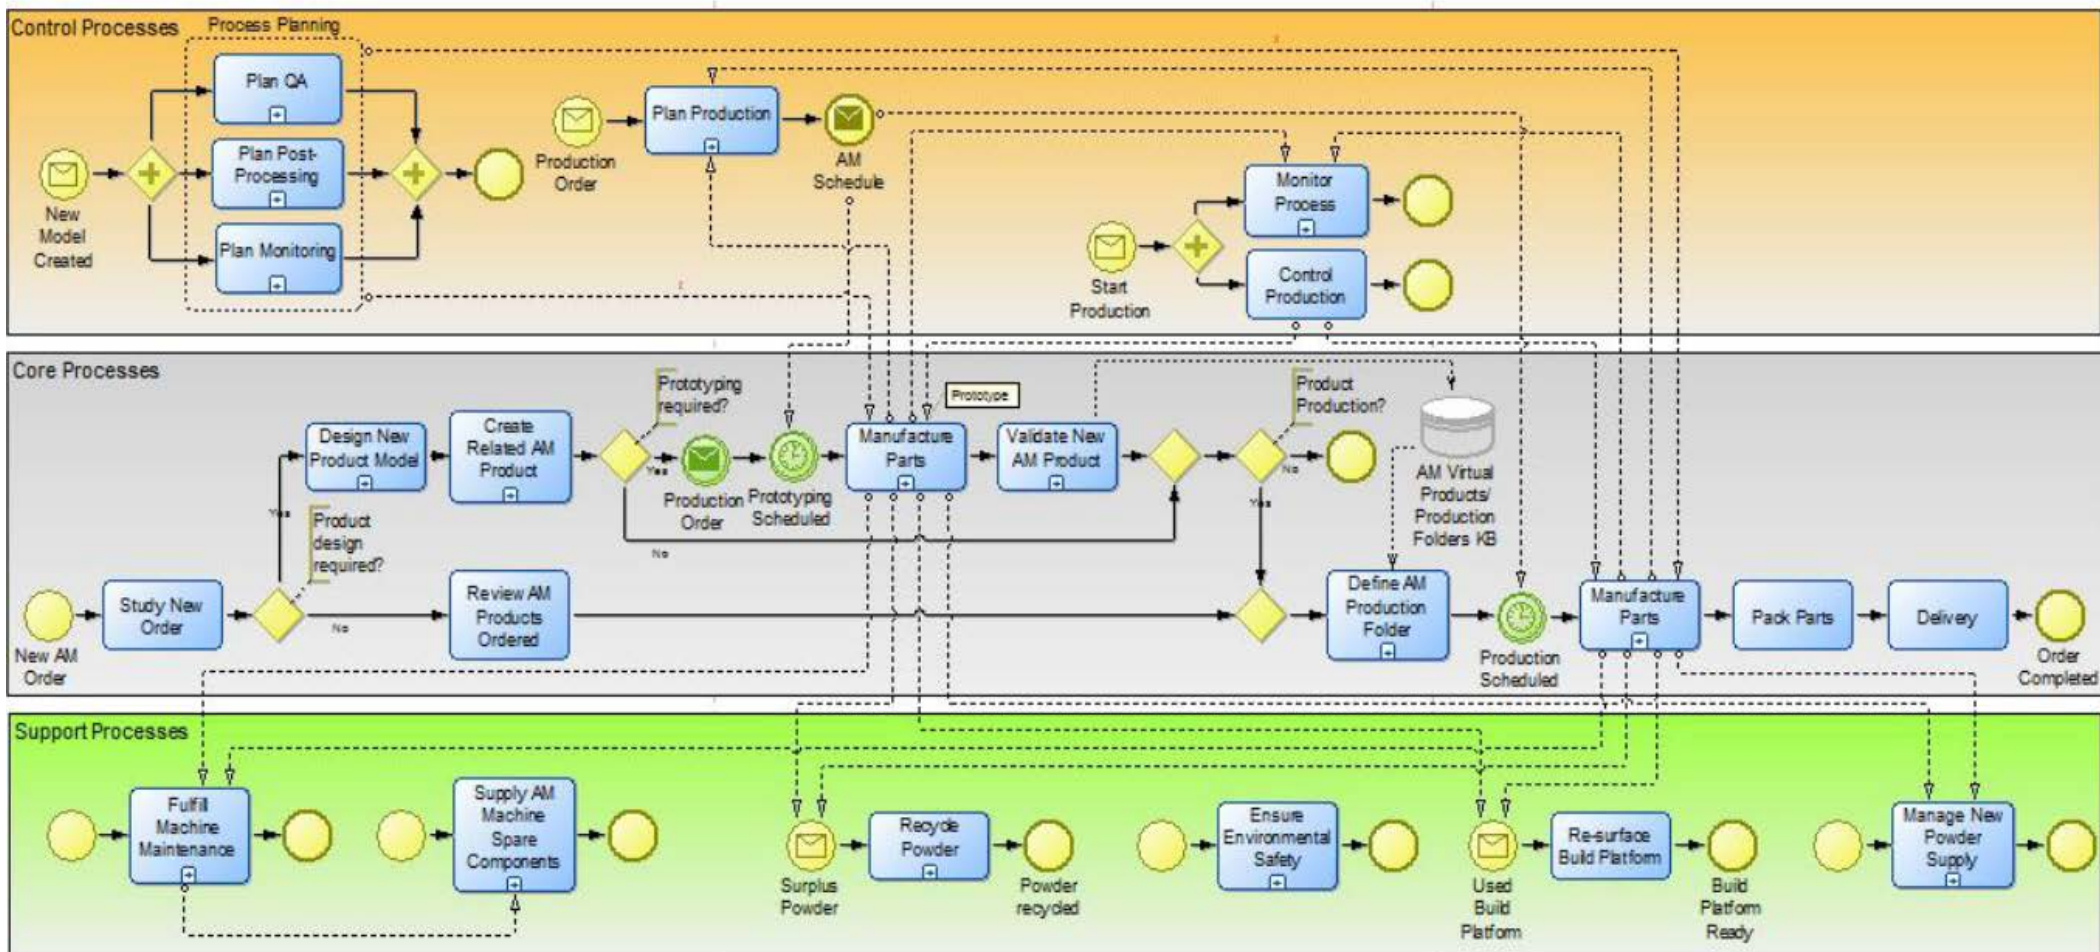 Control Processes
Process Planning
Plan QA
Plan Post-
Processing
Plan Monitoring
New
Model
Created
Production
Order
Plan Production
AM
Schedule
Monitor
Process
Control
Production
Start
Production
Core Processes
New AM
Order
Study New
Order
Product
design
required?
Yes
No
Design New
Product Model
Create
Related AM
Product
Review AM
Products
Ordered
Prototyping
required?
Yes
No
Production
Order
Prototyping
Scheduled
Manufacture
Parts
Prototype
Validate New
AM Product
Product
Production?
No
Yes
AM Virtual
Products/
Production
Folders KB
Define AM
Production
Folder
Production
Scheduled
Manufacture
Parts
Pack Parts
Delivery
Order
Completed
Support Processes
Fulfill
Machine
Maintenance
Supply AM
Machine
Spare
Components
Surplus
Powder
Recycle
Powder
Powder
recycled
Ensure
Environmental
Safety
Used
Build
Platform
Re-surface
Build Platform
Build
Platform
Ready
Manage New
Powder
Supply